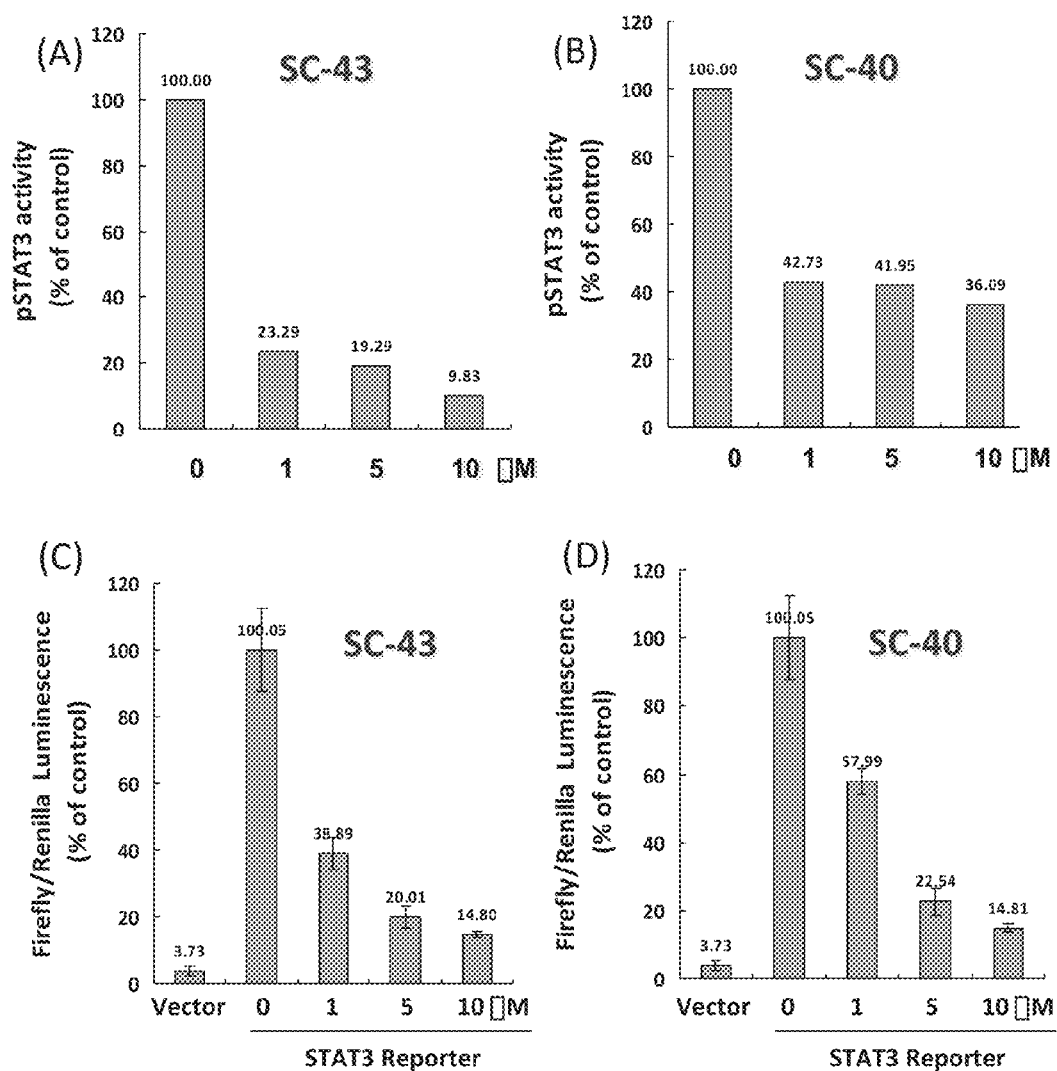 (A)
SC-43
pSTAT3 activity
(% of control)
120
100
80
60
40
20
0
100.00
23.29
19.29
9.83
0 1 5 10 ▯M
(B)
SC-40
pSTAT3 activity
(% of control)
120
100
80
60
40
20
0
100.00
42.73
41.95
36.09
0 1 5 10 ▯M
(C)
SC-43
Firefly/Renilla Luminescence
(% of control)
120
100
80
60
40
20
0
3.73
100.05
38.89
20.01
14.80
Vector 0 1 5 10 ▯M
STAT3 Reporter
(D)
SC-40
Firefly/Renilla Luminescence
(% of control)
120
100
80
60
40
20
0
3.73
100.05
57.99
22.54
14.81
Vector 0 1 5 10 ▯M
STAT3 Reporter